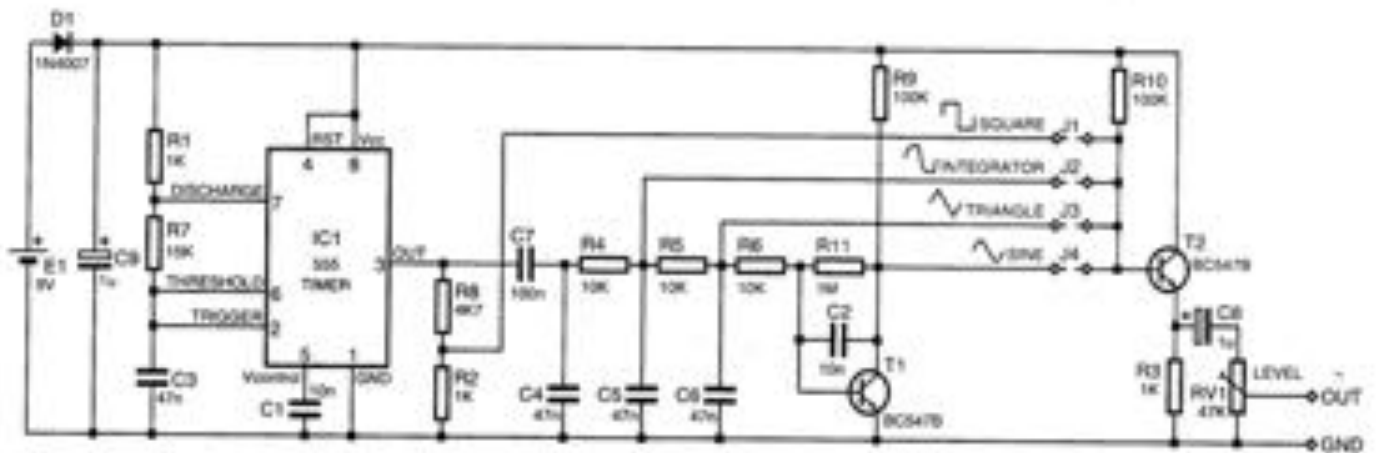 D1
1N4007
R1
1K
DISCHARGE
R7
THRESHOLD
TRIGGER
C3
47n
E1
9V
+
C9
1u
+
RST
Vcc
4
8
7
IC1
555
TIMER
OUT
3
6
2
5
1
Vcontrol
GND
10n
C1
R8
R2
1K
C7
100n
R4
10K
R5
10K
R6
10K
R11
1M
C4
47n
C5
47n
C6
47n
C2
10n
T1
BC547B
R9
100K
R10
100K
SQUARE
J1
INTEGRATOR
J2
TRIANGLE
J3
SINE
J4
T2
BC547B
+
C8
1u
R3
1K
LEVEL
RV1
47K
OUT
GND